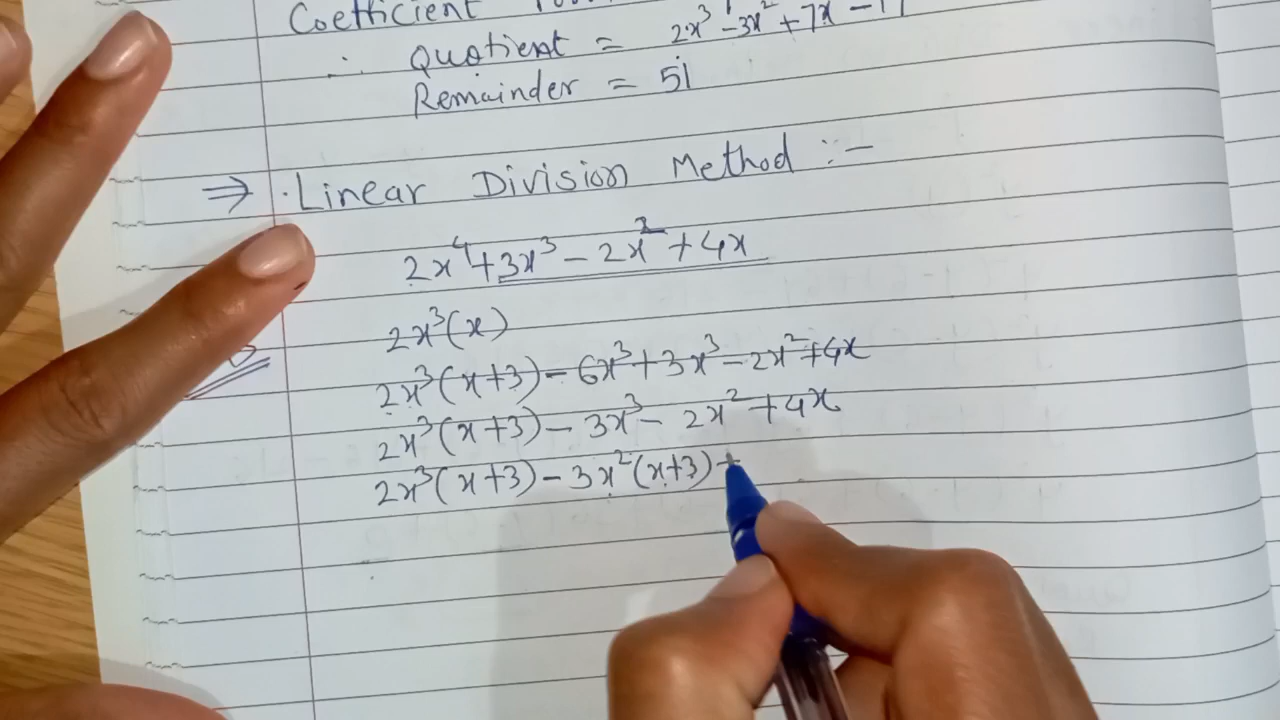 Coefficient
∴ Quotient = 2x³ - 3x² + 7x - 17
Remainder = 51
⇒ Linear Division Method :-
2x⁴ + 3x³ - 2x² + 4x
2x³(x)
2x³(x+3) - 6x³ + 3x³ - 2x² + 4x
2x³(x+3) - 3x³ - 2x² + 4x
2x³(x+3) - 3x²(x+3) +